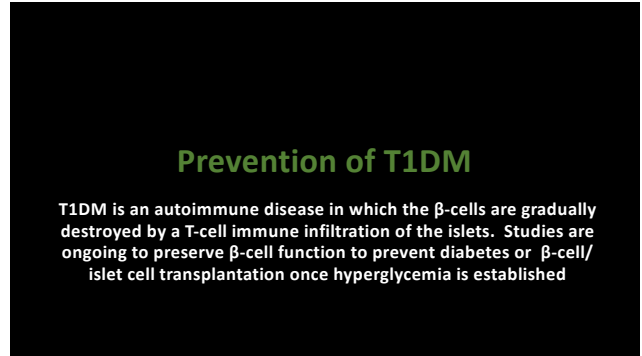 Prevention of T1DM
T1DM is an autoimmune disease in which the β-cells are gradually
destroyed by a T-cell immune infiltration of the islets.  Studies are
ongoing to preserve β-cell function to prevent diabetes or  β-cell/
islet cell transplantation once hyperglycemia is established